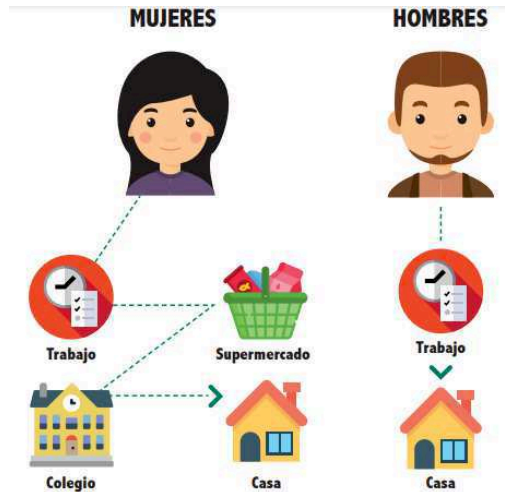 MUJERES
HOMBRES
Trabajo
Supermercado
Trabajo
Colegio
Casa
Casa